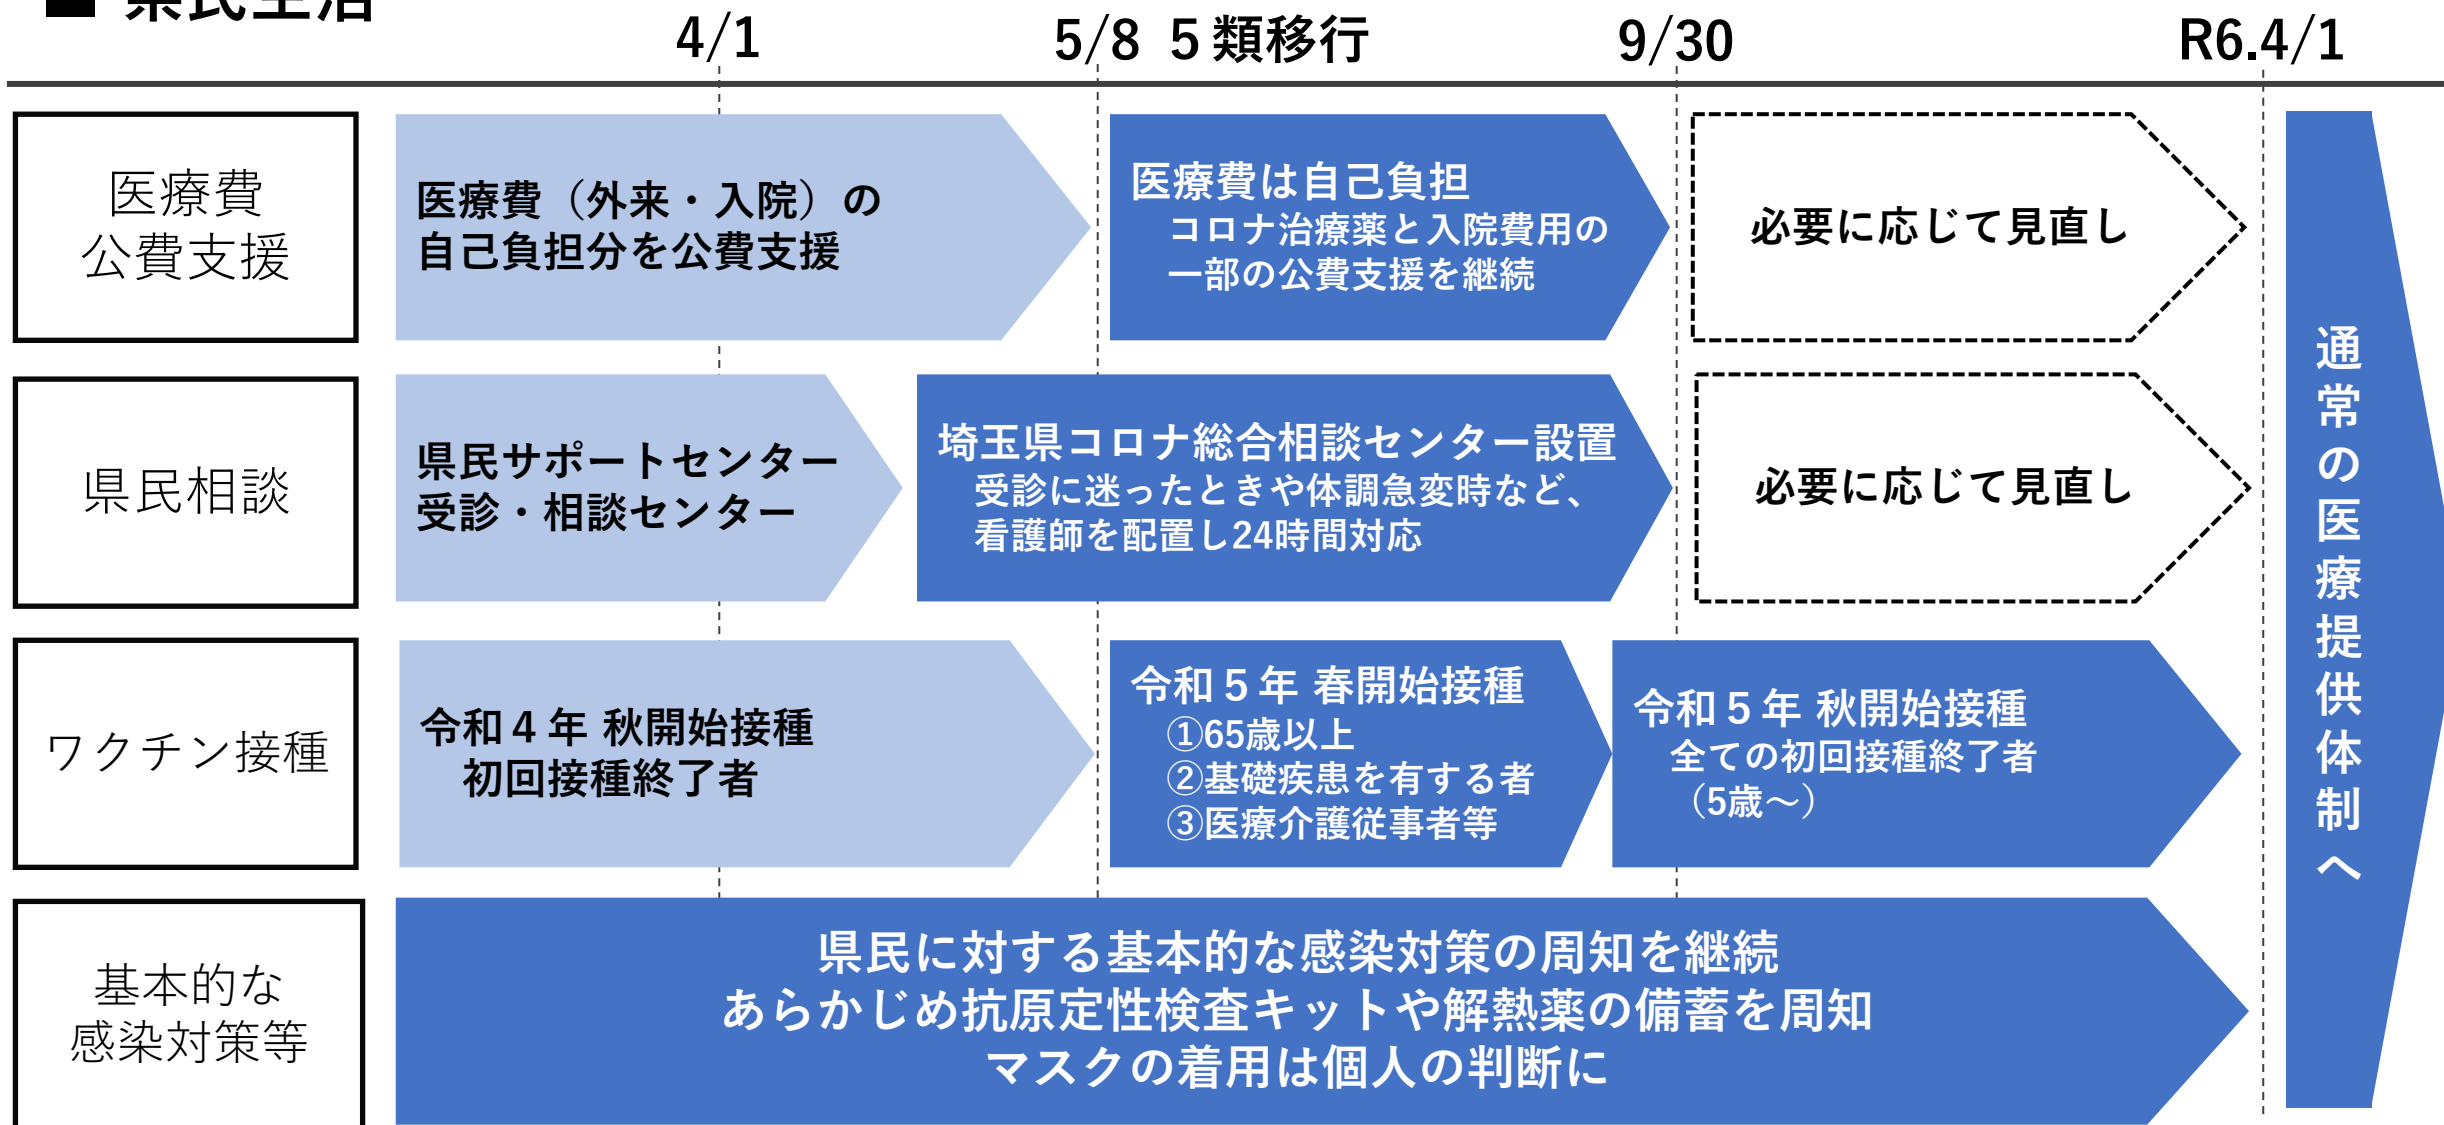 ■ 県民生活
4/1
5/8 5類移行
9/30
R6.4/1
医療費
公費支援
医療費（外来・入院）の
自己負担分を公費支援
医療費は自己負担
コロナ治療薬と入院費用の
一部の公費支援を継続
必要に応じて見直し
県民相談
県民サポートセンター
受診・相談センター
埼玉県コロナ総合相談センター設置
受診に迷ったときや体調急変時など、
看護師を配置し24時間対応
必要に応じて見直し
ワクチン接種
令和4年 秋開始接種
初回接種終了者
令和5年 春開始接種
①65歳以上
②基礎疾患を有する者
③医療介護従事者等
令和5年 秋開始接種
全ての初回接種終了者
（5歳～）
基本的な
感染対策等
県民に対する基本的な感染対策の周知を継続
あらかじめ抗原定性検査キットや解熱薬の備蓄を周知
マスクの着用は個人の判断に
通常の医療提供体制へ